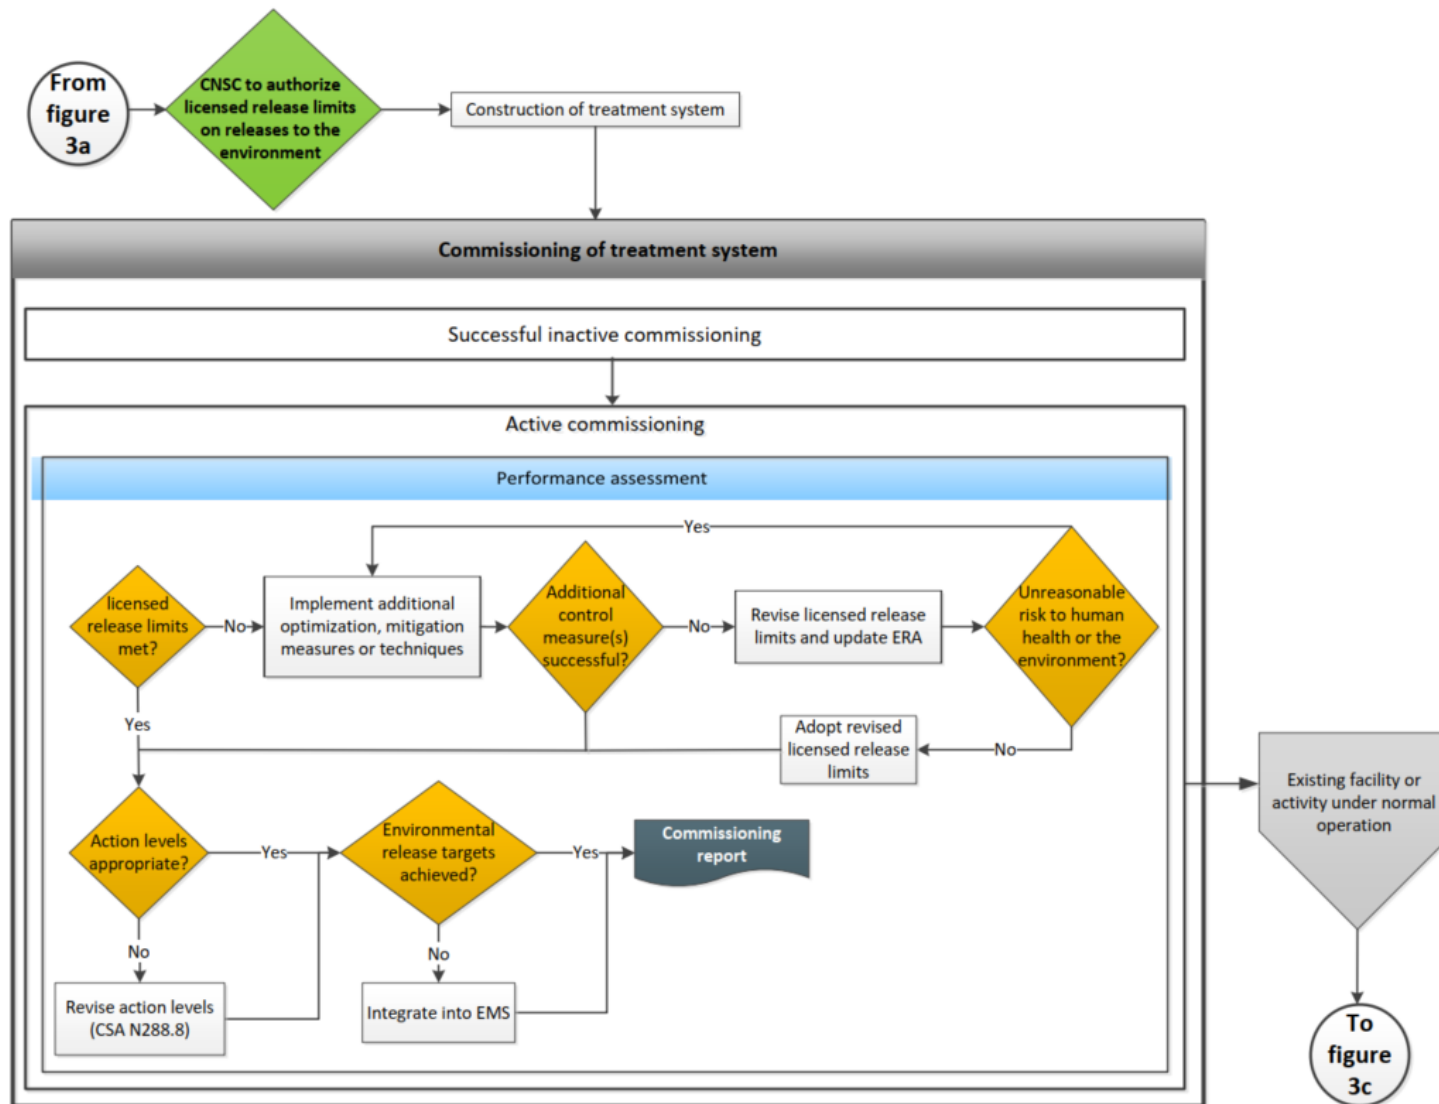 From
figure
3a
CNSC to authorize
licensed release limits
on releases to the
environment
Construction of treatment system
Commissioning of treatment system
Successful inactive commissioning
Active commissioning
Performance assessment
Yes
licensed
release limits
met?
No
Implement additional
optimization, mitigation
measures or techniques
Additional
control
measure(s)
successful?
No
Revise licensed release
limits and update ERA
Unreasonable
risk to human
health or the
environment?
Yes
Adopt revised
licensed release
limits
No
Action levels
appropriate?
Yes
Environmental
release targets
achieved?
Yes
Commissioning
report
No
No
Revise action levels
(CSA N288.8)
Integrate into EMS
Existing facility or
activity under normal
operation
To
figure
3c